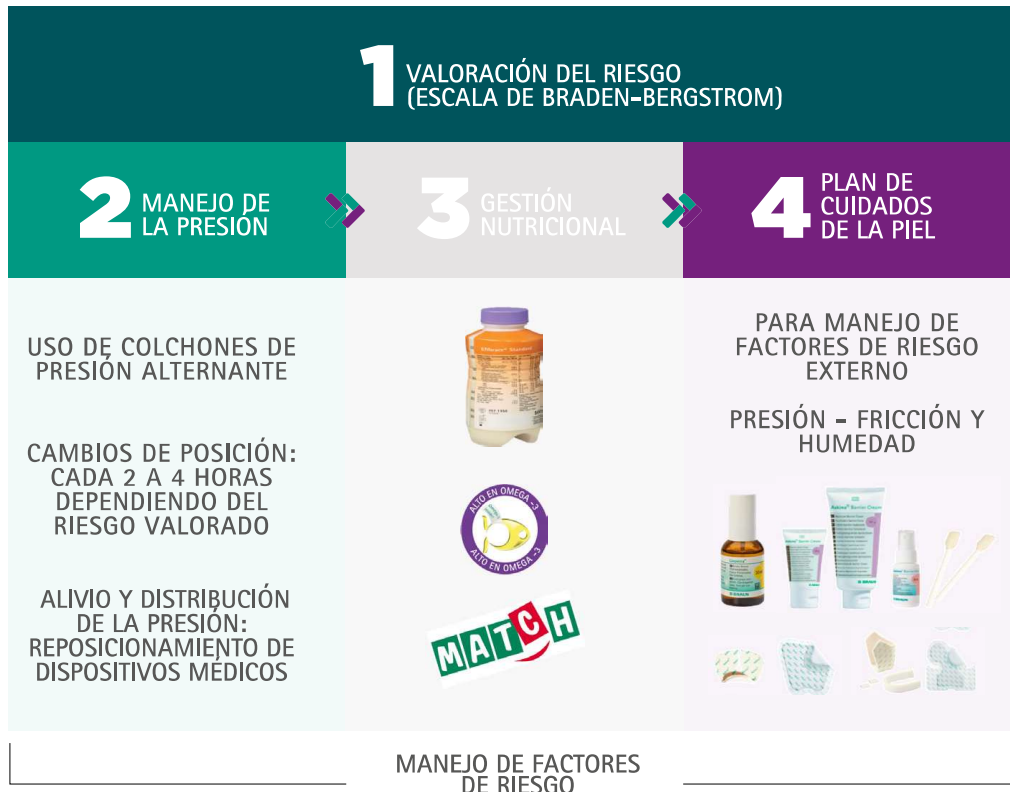 1 VALORACIÓN DEL RIESGO
(ESCALA DE BRADEN-BERGSTROM)
2 MANEJO DE
LA PRESIÓN
3 GESTIÓN
NUTRICIONAL
4 PLAN DE
CUIDADOS
DE LA PIEL
USO DE COLCHONES DE
PRESIÓN ALTERNANTE
CAMBIOS DE POSICIÓN:
CADA 2 A 4 HORAS
DEPENDIENDO DEL
RIESGO VALORADO
ALIVIO Y DISTRIBUCIÓN
DE LA PRESIÓN:
REPOSICIONAMIENTO DE
DISPOSITIVOS MÉDICOS
ALTO EN OMEGA -3
ALTO EN OMEGA -3
MATCH
PARA MANEJO DE
FACTORES DE RIESGO
EXTERNO
PRESIÓN - FRICCIÓN Y
HUMEDAD
Barrier Cream
MANEJO DE FACTORES
DE RIESGO